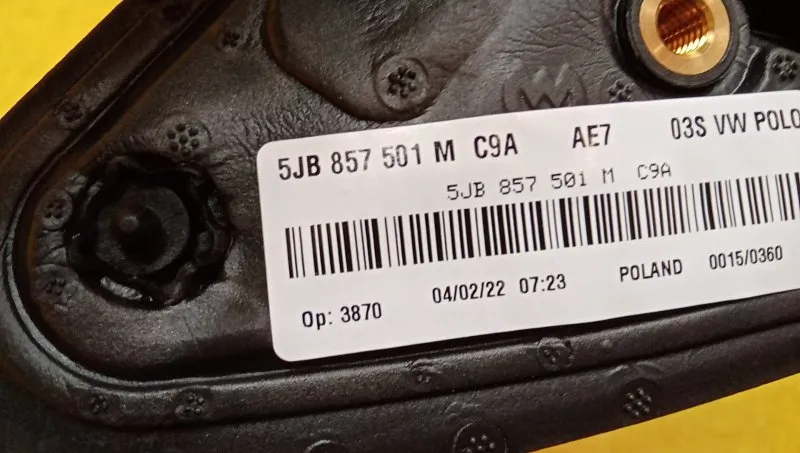 5JB 857 501 M C9A AE7 03S VW POLO
5JB 857 501 M C9A
Op: 3870 04/02/22 07:23 POLAND 0015/0360